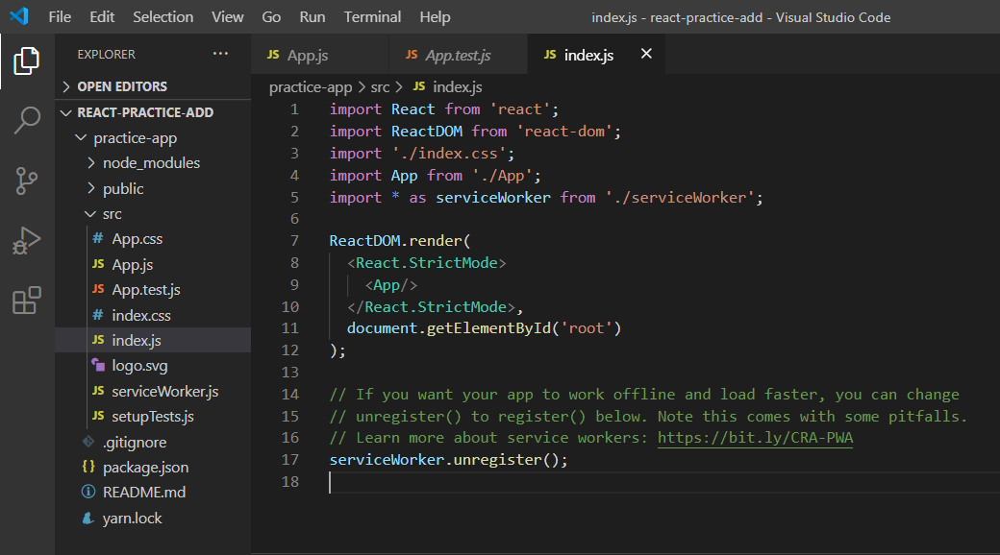 File Edit Selection View Go Run Terminal Help index.js - react-practice-add - Visual Studio Code
EXPLORER ···
OPEN EDITORS
REACT-PRACTICE-ADD
practice-app
node_modules
public
src
# App.css
JS App.js
JS App.test.js
# index.css
JS index.js
logo.svg
JS serviceWorker.js
JS setupTests.js
.gitignore
{} package.json
README.md
yarn.lock
JS App.js JS App.test.js JS index.js ×
practice-app > src > JS index.js
1 import React from 'react';
2 import ReactDOM from 'react-dom';
3 import './index.css';
4 import App from './App';
5 import * as serviceWorker from './serviceWorker';
6
7 ReactDOM.render(
8 <React.StrictMode>
9 <App/>
10 </React.StrictMode>,
11 document.getElementById('root')
12 );
13
14 // If you want your app to work offline and load faster, you can change
15 // unregister() to register() below. Note this comes with some pitfalls.
16 // Learn more about service workers: https://bit.ly/CRA-PWA
17 serviceWorker.unregister();
18